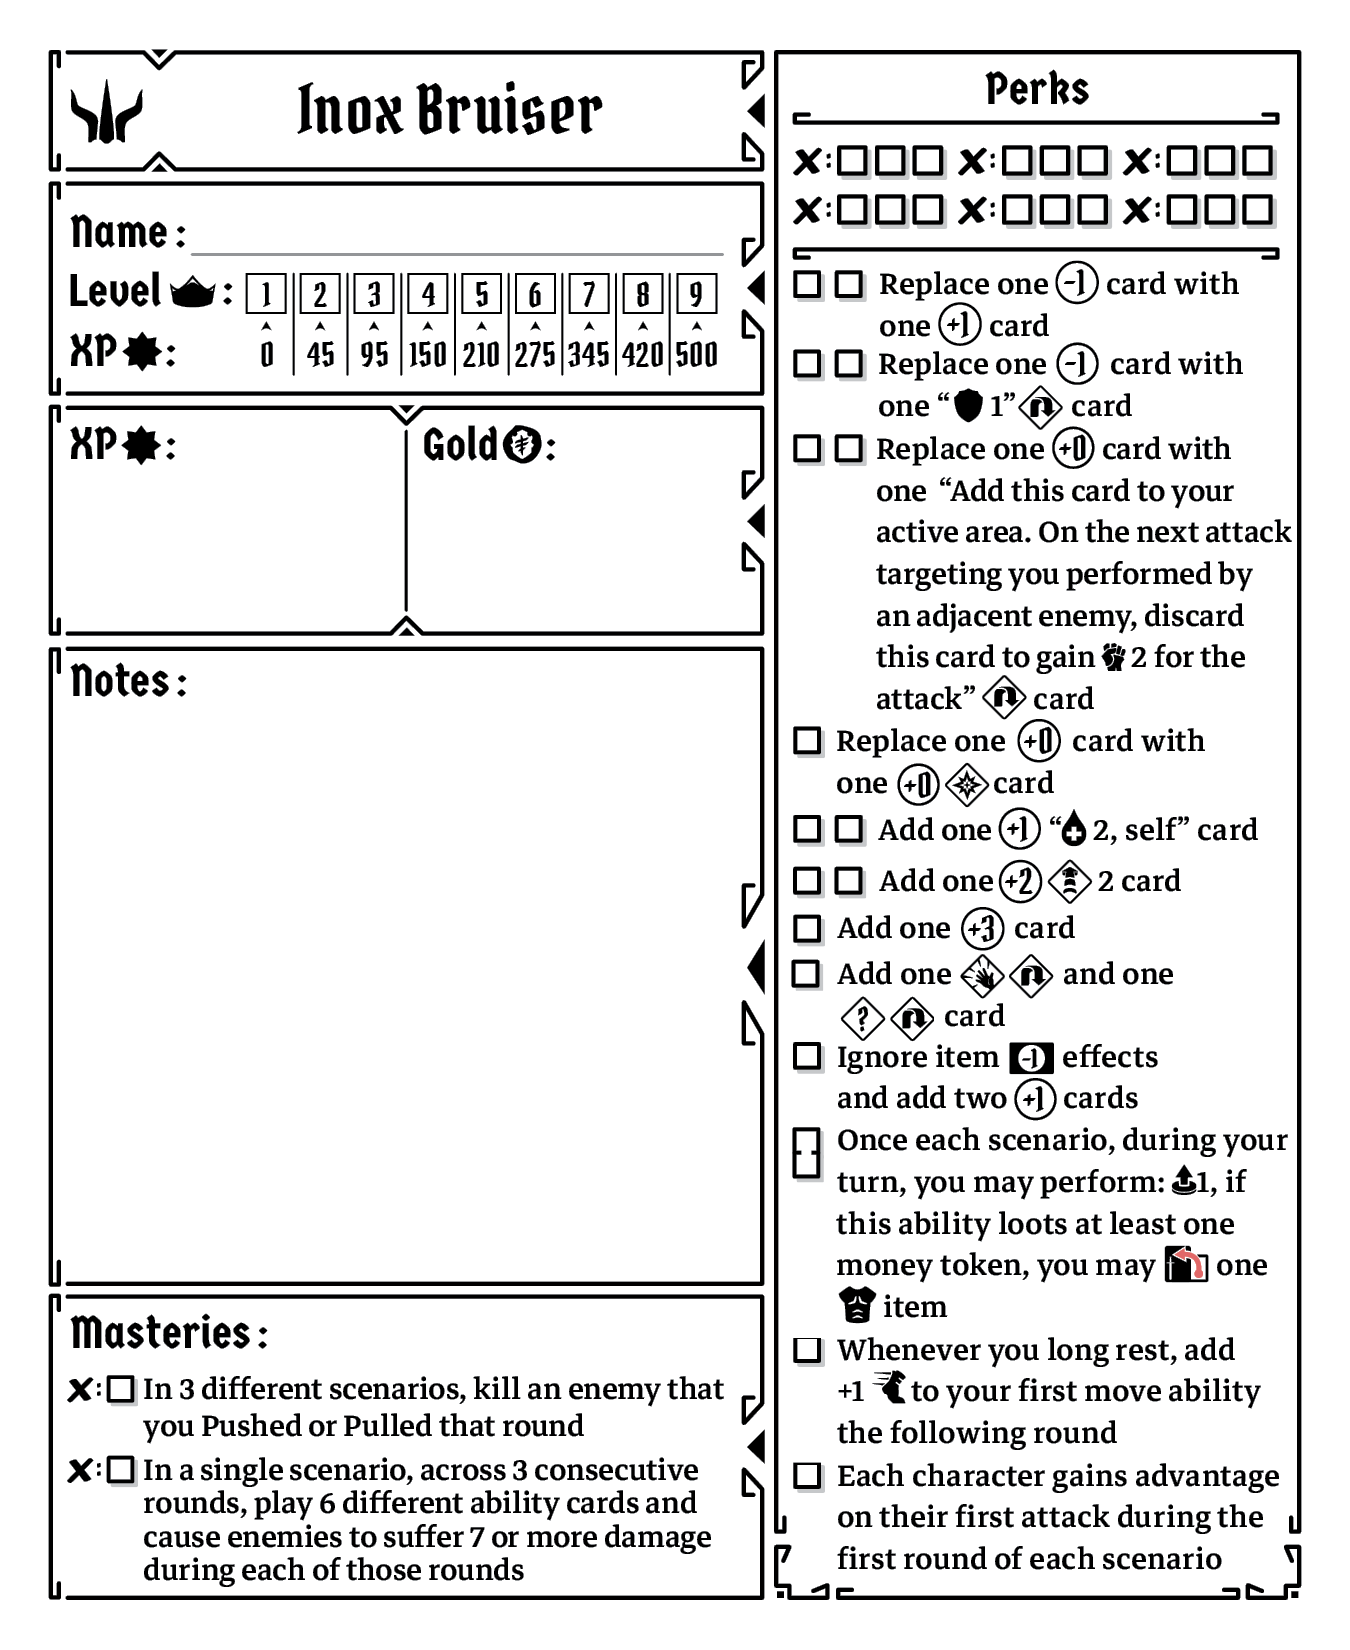 Inox Bruiser
Name:
Level: 1 2 3 4 5 6 7 8 9
XP: 0 45 95 150 210 275 345 420 500
XP:
Gold:
Notes:
Masteries:
In 3 different scenarios, kill an enemy that
you Pushed or Pulled that round
In a single scenario, across 3 consecutive
rounds, play 6 different ability cards and
cause enemies to suffer 7 or more damage
during each of those rounds
Perks
Replace one -1 card with
one +1 card
Replace one -1 card with
one “1” card
Replace one +0 card with
one “Add this card to your
active area. On the next attack
targeting you performed by
an adjacent enemy, discard
this card to gain 2 for the
attack” card
Replace one +0 card with
one +0 card
Add one +1 “2, self” card
Add one +2 2 card
Add one +3 card
Add one and one
? card
Ignore item -1 effects
and add two +1 cards
Once each scenario, during your
turn, you may perform: 1, if
this ability loots at least one
money token, you may one
item
Whenever you long rest, add
+1 to your first move ability
the following round
Each character gains advantage
on their first attack during the
first round of each scenario